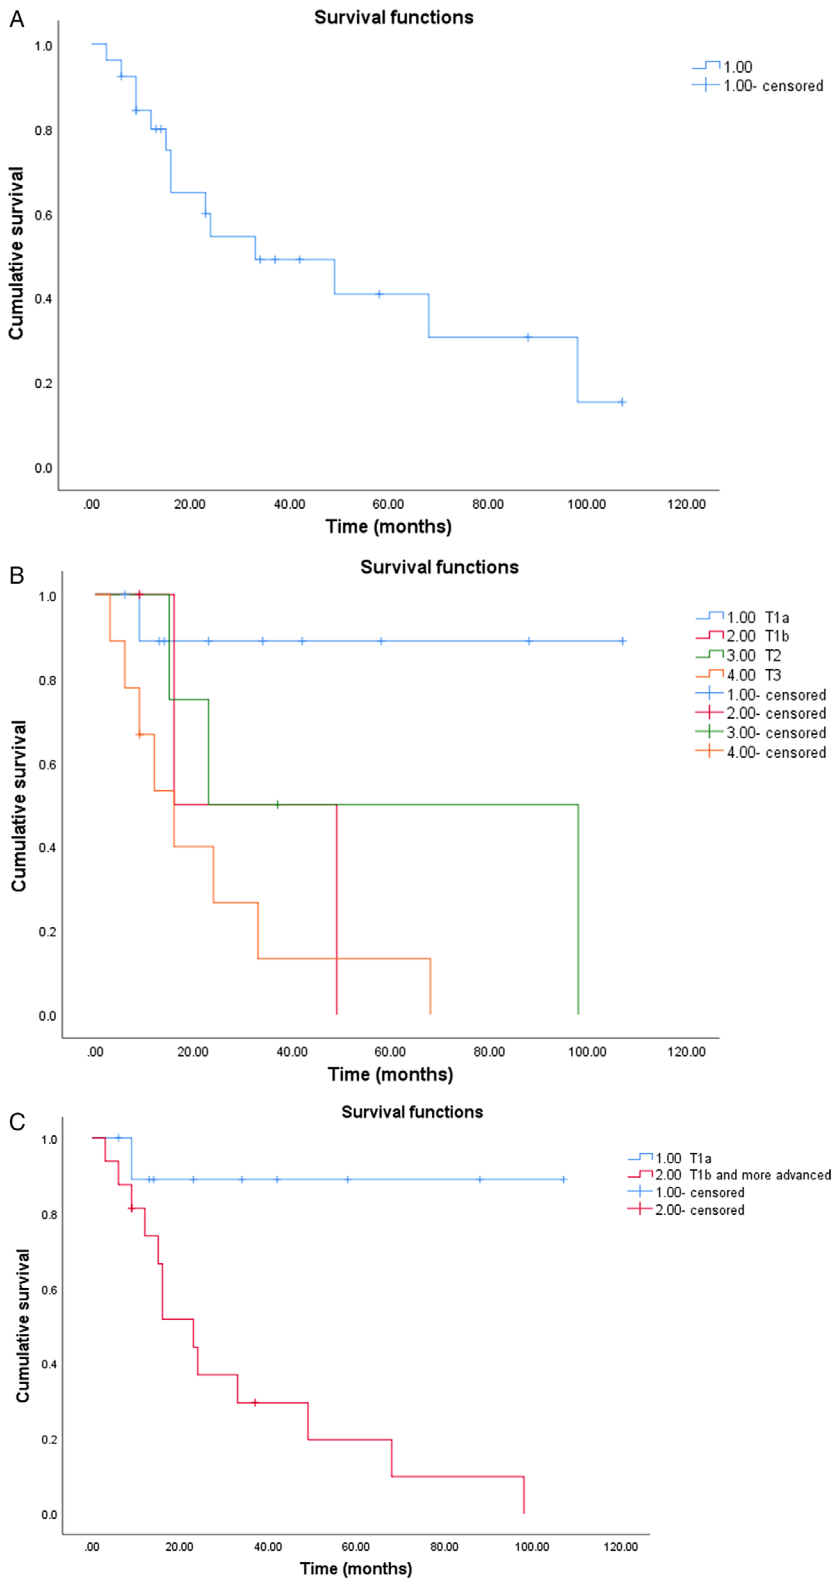 A
Survival functions
1.00
1.00- censored
Cumulative survival
1.0
0.8
0.6
0.4
0.2
0.0
.00 20.00 40.00 60.00 80.00 100.00 120.00
Time (months)
B
Survival functions
1.00 T1a
2.00 T1b
3.00 T2
4.00 T3
1.00- censored
2.00- censored
3.00- censored
4.00- censored
Cumulative survival
1.0
0.8
0.6
0.4
0.2
0.0
.00 20.00 40.00 60.00 80.00 100.00 120.00
Time (months)
C
Survival functions
1.00 T1a
2.00 T1b and more advanced
1.00- censored
2.00- censored
Cumulative survival
1.0
0.8
0.6
0.4
0.2
0.0
.00 20.00 40.00 60.00 80.00 100.00 120.00
Time (months)